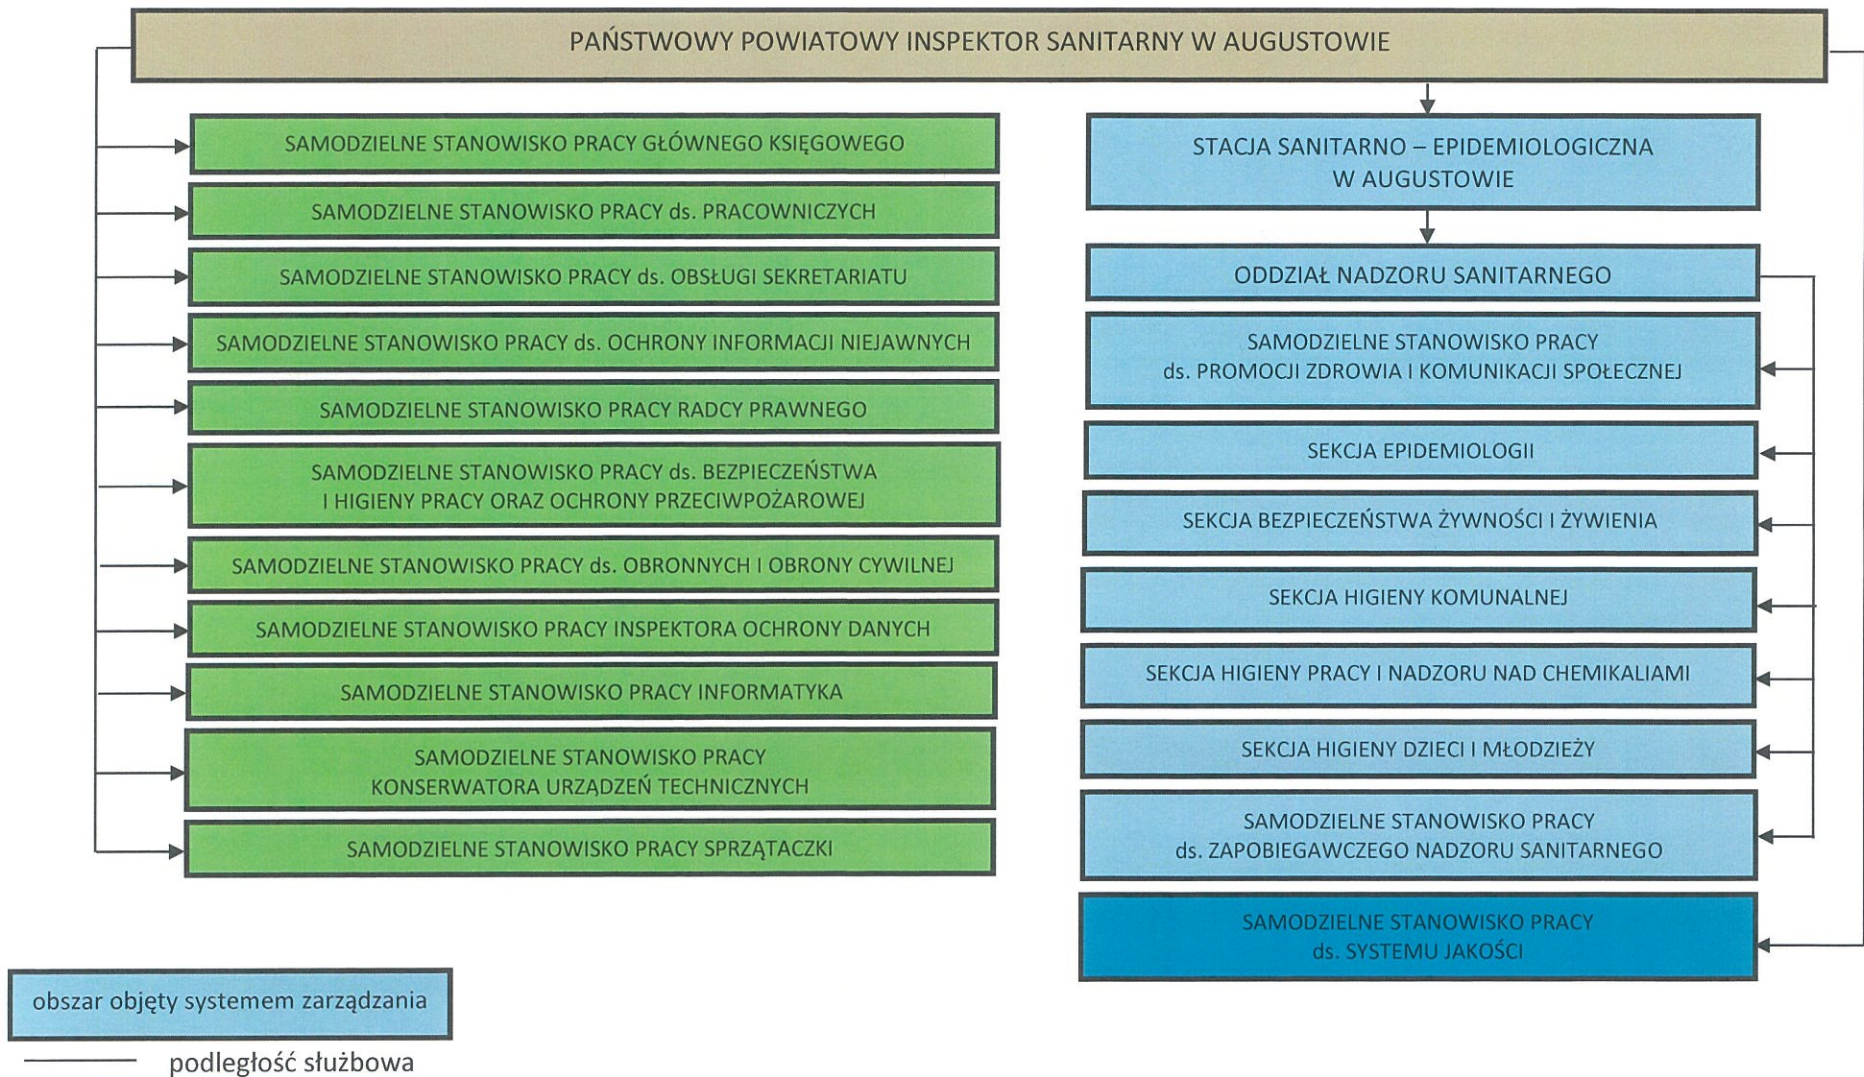 PAŃSTWOWY POWIATOWY INSPEKTOR SANITARNY W AUGUSTOWIE
SAMODZIELNE STANOWISKO PRACY GŁÓWNEGO KSIĘGOWEGO
SAMODZIELNE STANOWISKO PRACY ds. PRACOWNICZYCH
SAMODZIELNE STANOWISKO PRACY ds. OBSŁUGI SEKRETARIATU
SAMODZIELNE STANOWISKO PRACY ds. OCHRONY INFORMACJI NIEJAWNYCH
SAMODZIELNE STANOWISKO PRACY RADCY PRAWNEGO
SAMODZIELNE STANOWISKO PRACY ds. BEZPIECZEŃSTWA
I HIGIENY PRACY ORAZ OCHRONY PRZECIWPOŻAROWEJ
SAMODZIELNE STANOWISKO PRACY ds. OBRONNYCH I OBRONY CYWILNEJ
SAMODZIELNE STANOWISKO PRACY INSPEKTORA OCHRONY DANYCH
SAMODZIELNE STANOWISKO PRACY INFORMATYKA
SAMODZIELNE STANOWISKO PRACY
KONSERWATORA URZĄDZEŃ TECHNICZNYCH
SAMODZIELNE STANOWISKO PRACY SPRZĄTACZKI
STACJA SANITARNO – EPIDEMIOLOGICZNA
W AUGUSTOWIE
ODDZIAŁ NADZORU SANITARNEGO
SAMODZIELNE STANOWISKO PRACY
ds. PROMOCJI ZDROWIA I KOMUNIKACJI SPOŁECZNEJ
SEKCJA EPIDEMIOLOGII
SEKCJA BEZPIECZEŃSTWA ŻYWNOŚCI I ŻYWIENIA
SEKCJA HIGIENY KOMUNALNEJ
SEKCJA HIGIENY PRACY I NADZORU NAD CHEMIKALIAMI
SEKCJA HIGIENY DZIECI I MŁODZIEŻY
SAMODZIELNE STANOWISKO PRACY
ds. ZAPOBIEGAWCZEGO NADZORU SANITARNEGO
SAMODZIELNE STANOWISKO PRACY
ds. SYSTEMU JAKOŚCI
obszar objęty systemem zarządzania
podległość służbowa